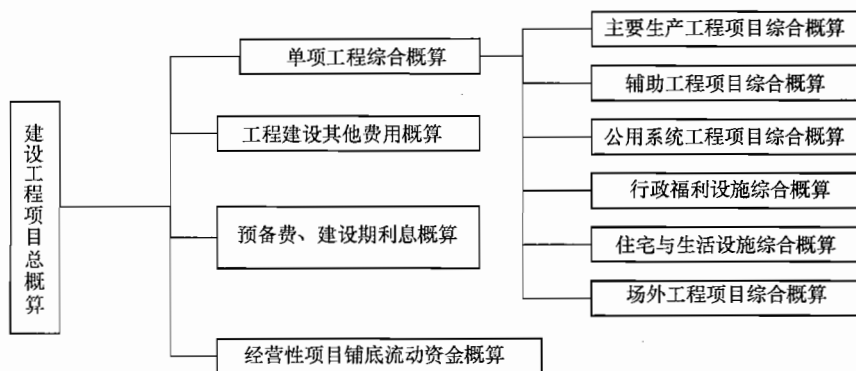 建设工程项目总概算
单项工程综合概算
工程建设其他费用概算
预备费、建设期利息概算
经营性项目铺底流动资金概算
主要生产工程项目综合概算
辅助工程项目综合概算
公用系统工程项目综合概算
行政福利设施综合概算
住宅与生活设施综合概算
场外工程项目综合概算